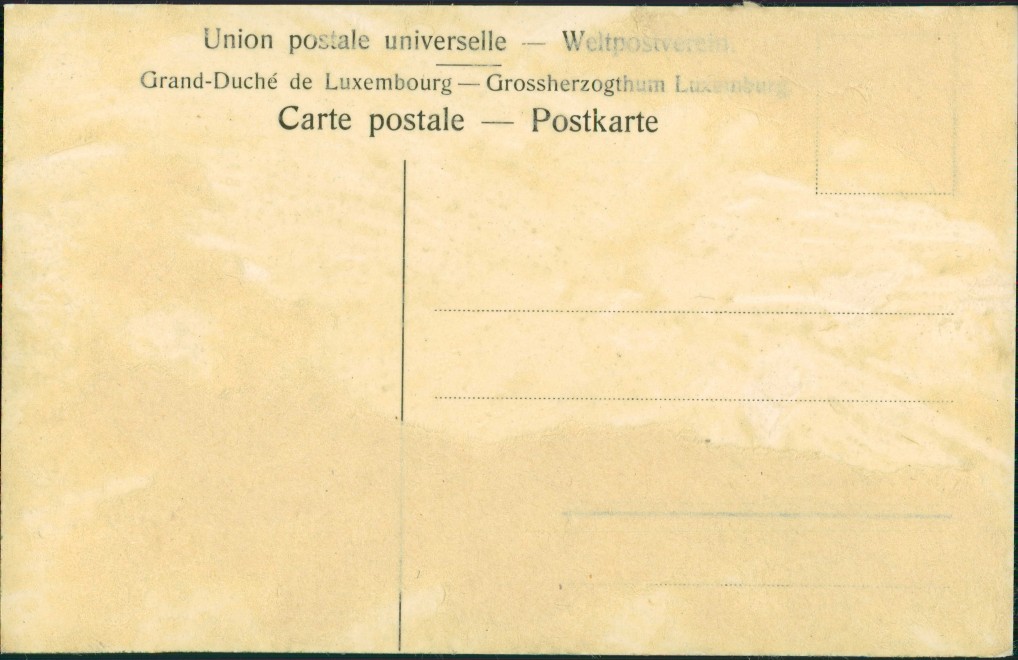 Union postale universelle — Weltpostverein.
Grand-Duché de Luxembourg — Grossherzogthum Luxemburg.
Carte postale — Postkarte